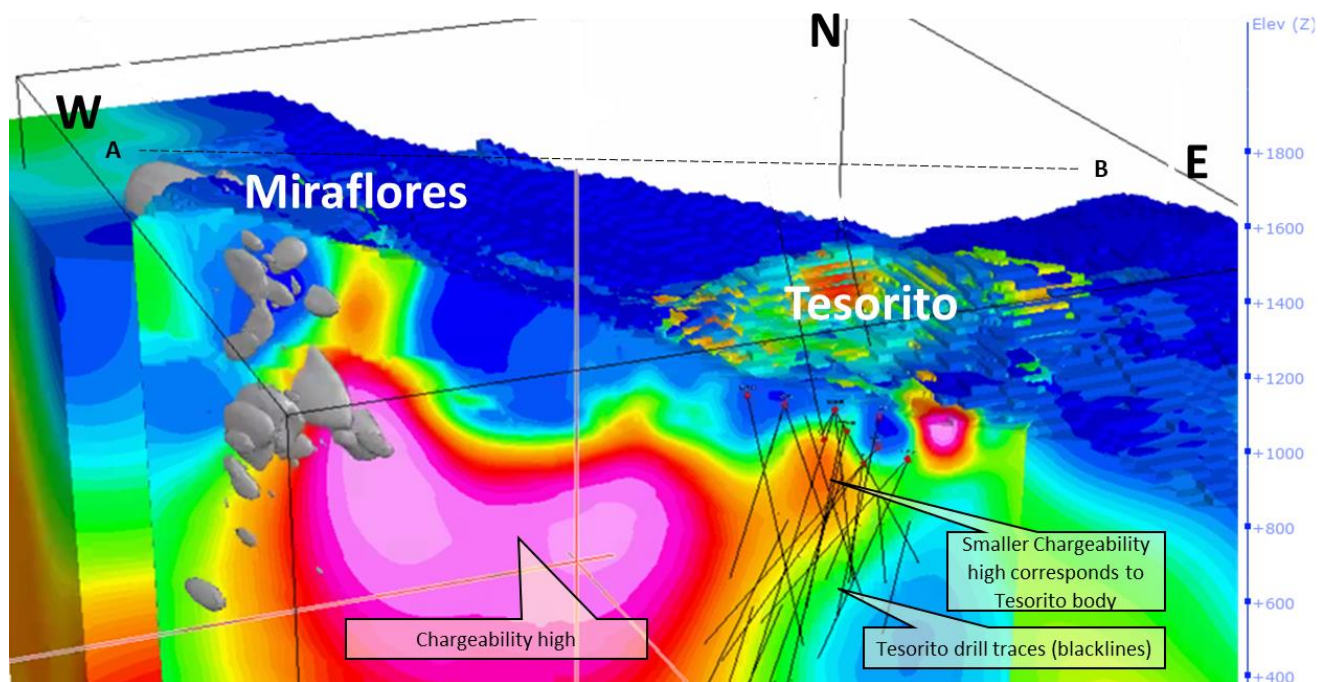 N
Elev (Z)
W
A
B
E
+1800
Miraflores
+1600
Tesorito
+1400
+1200
+1000
+800
Smaller Chargeability
high corresponds to
Tesorito body
+600
Chargeability high
Tesorito drill traces (blacklines)
+400